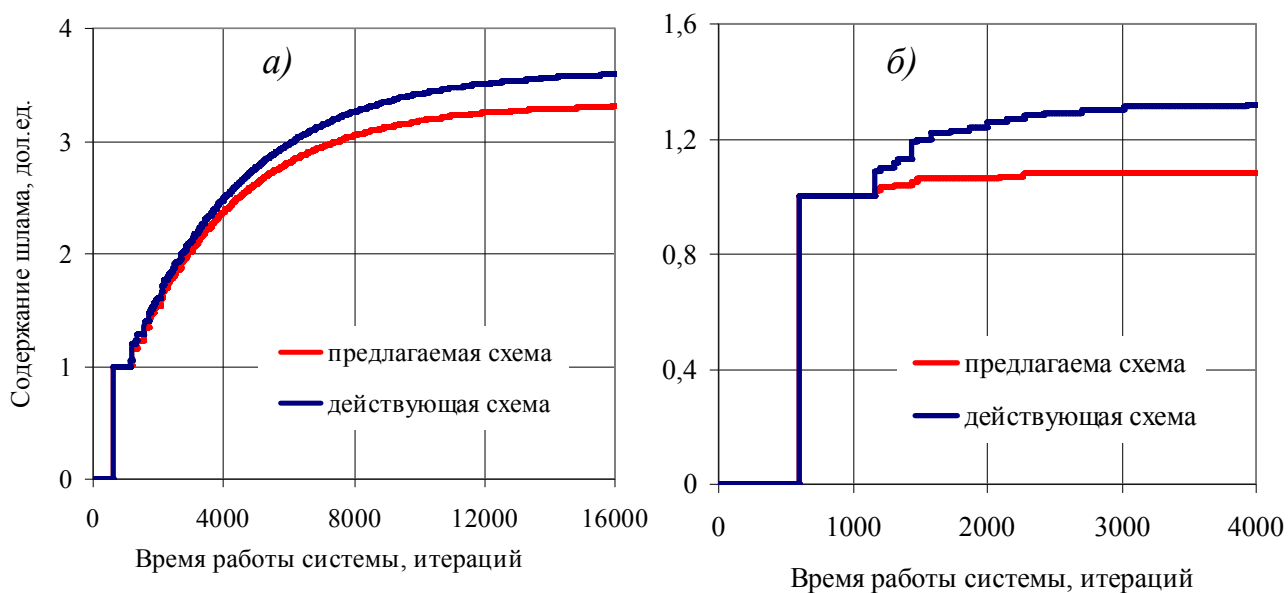 а)
Содержание шлама, дол.ед.
4
3
2
1
0
предлагаемая схема
действующая схема
0 4000 8000 12000 16000
Время работы системы, итераций
б)
1,6
1,2
0,8
0,4
0
предлагаема схема
действующая схема
0 1000 2000 3000 4000
Время работы системы, итераций